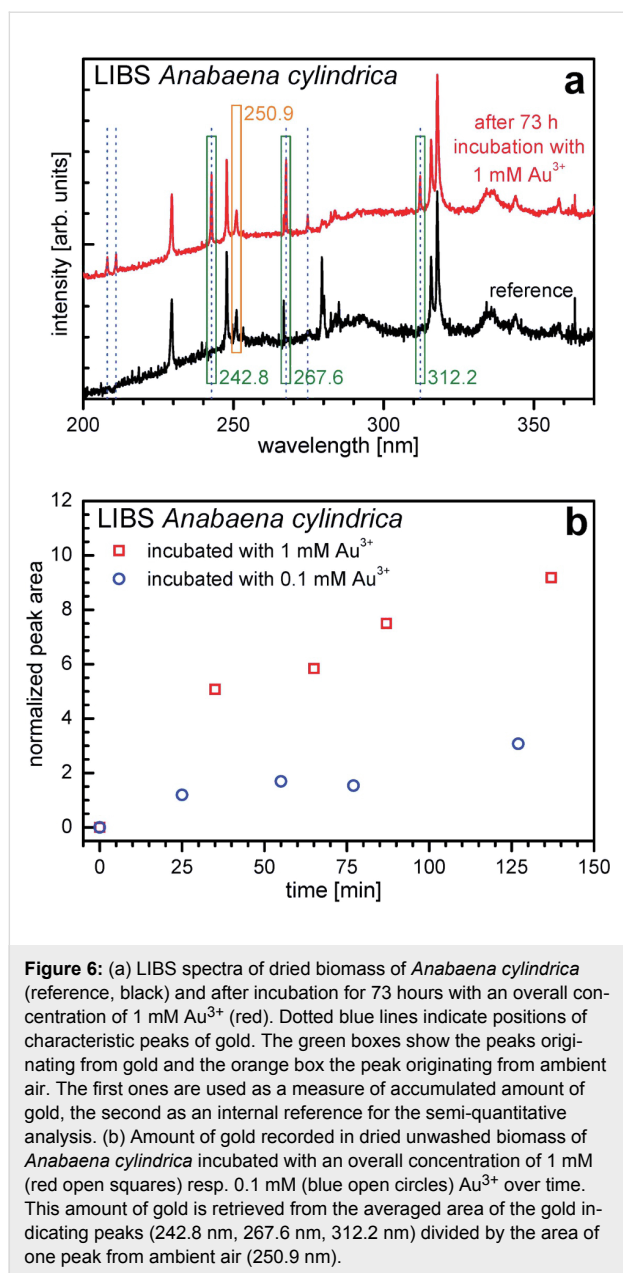 LIBS Anabaena cylindrica
a
250.9
after 73 h
incubation with
1 mM Au³⁺
reference
242.8
267.6
312.2
intensity [arb. units]
200
250
300
350
wavelength [nm]
LIBS Anabaena cylindrica
b
incubated with 1 mM Au³⁺
incubated with 0.1 mM Au³⁺
normalized peak area
12
10
8
6
4
2
0
0
25
50
75
100
125
150
time [min]
Figure 6: (a) LIBS spectra of dried biomass of Anabaena cylindrica
(reference, black) and after incubation for 73 hours with an overall con-
centration of 1 mM Au³⁺ (red). Dotted blue lines indicate positions of
characteristic peaks of gold. The green boxes show the peaks origi-
nating from gold and the orange box the peak originating from ambient
air. The first ones are used as a measure of accumulated amount of
gold, the second as an internal reference for the semi-quantitative
analysis. (b) Amount of gold recorded in dried unwashed biomass of
Anabaena cylindrica incubated with an overall concentration of 1 mM
(red open squares) resp. 0.1 mM (blue open circles) Au³⁺ over time.
This amount of gold is retrieved from the averaged area of the gold in-
dicating peaks (242.8 nm, 267.6 nm, 312.2 nm) divided by the area of
one peak from ambient air (250.9 nm).